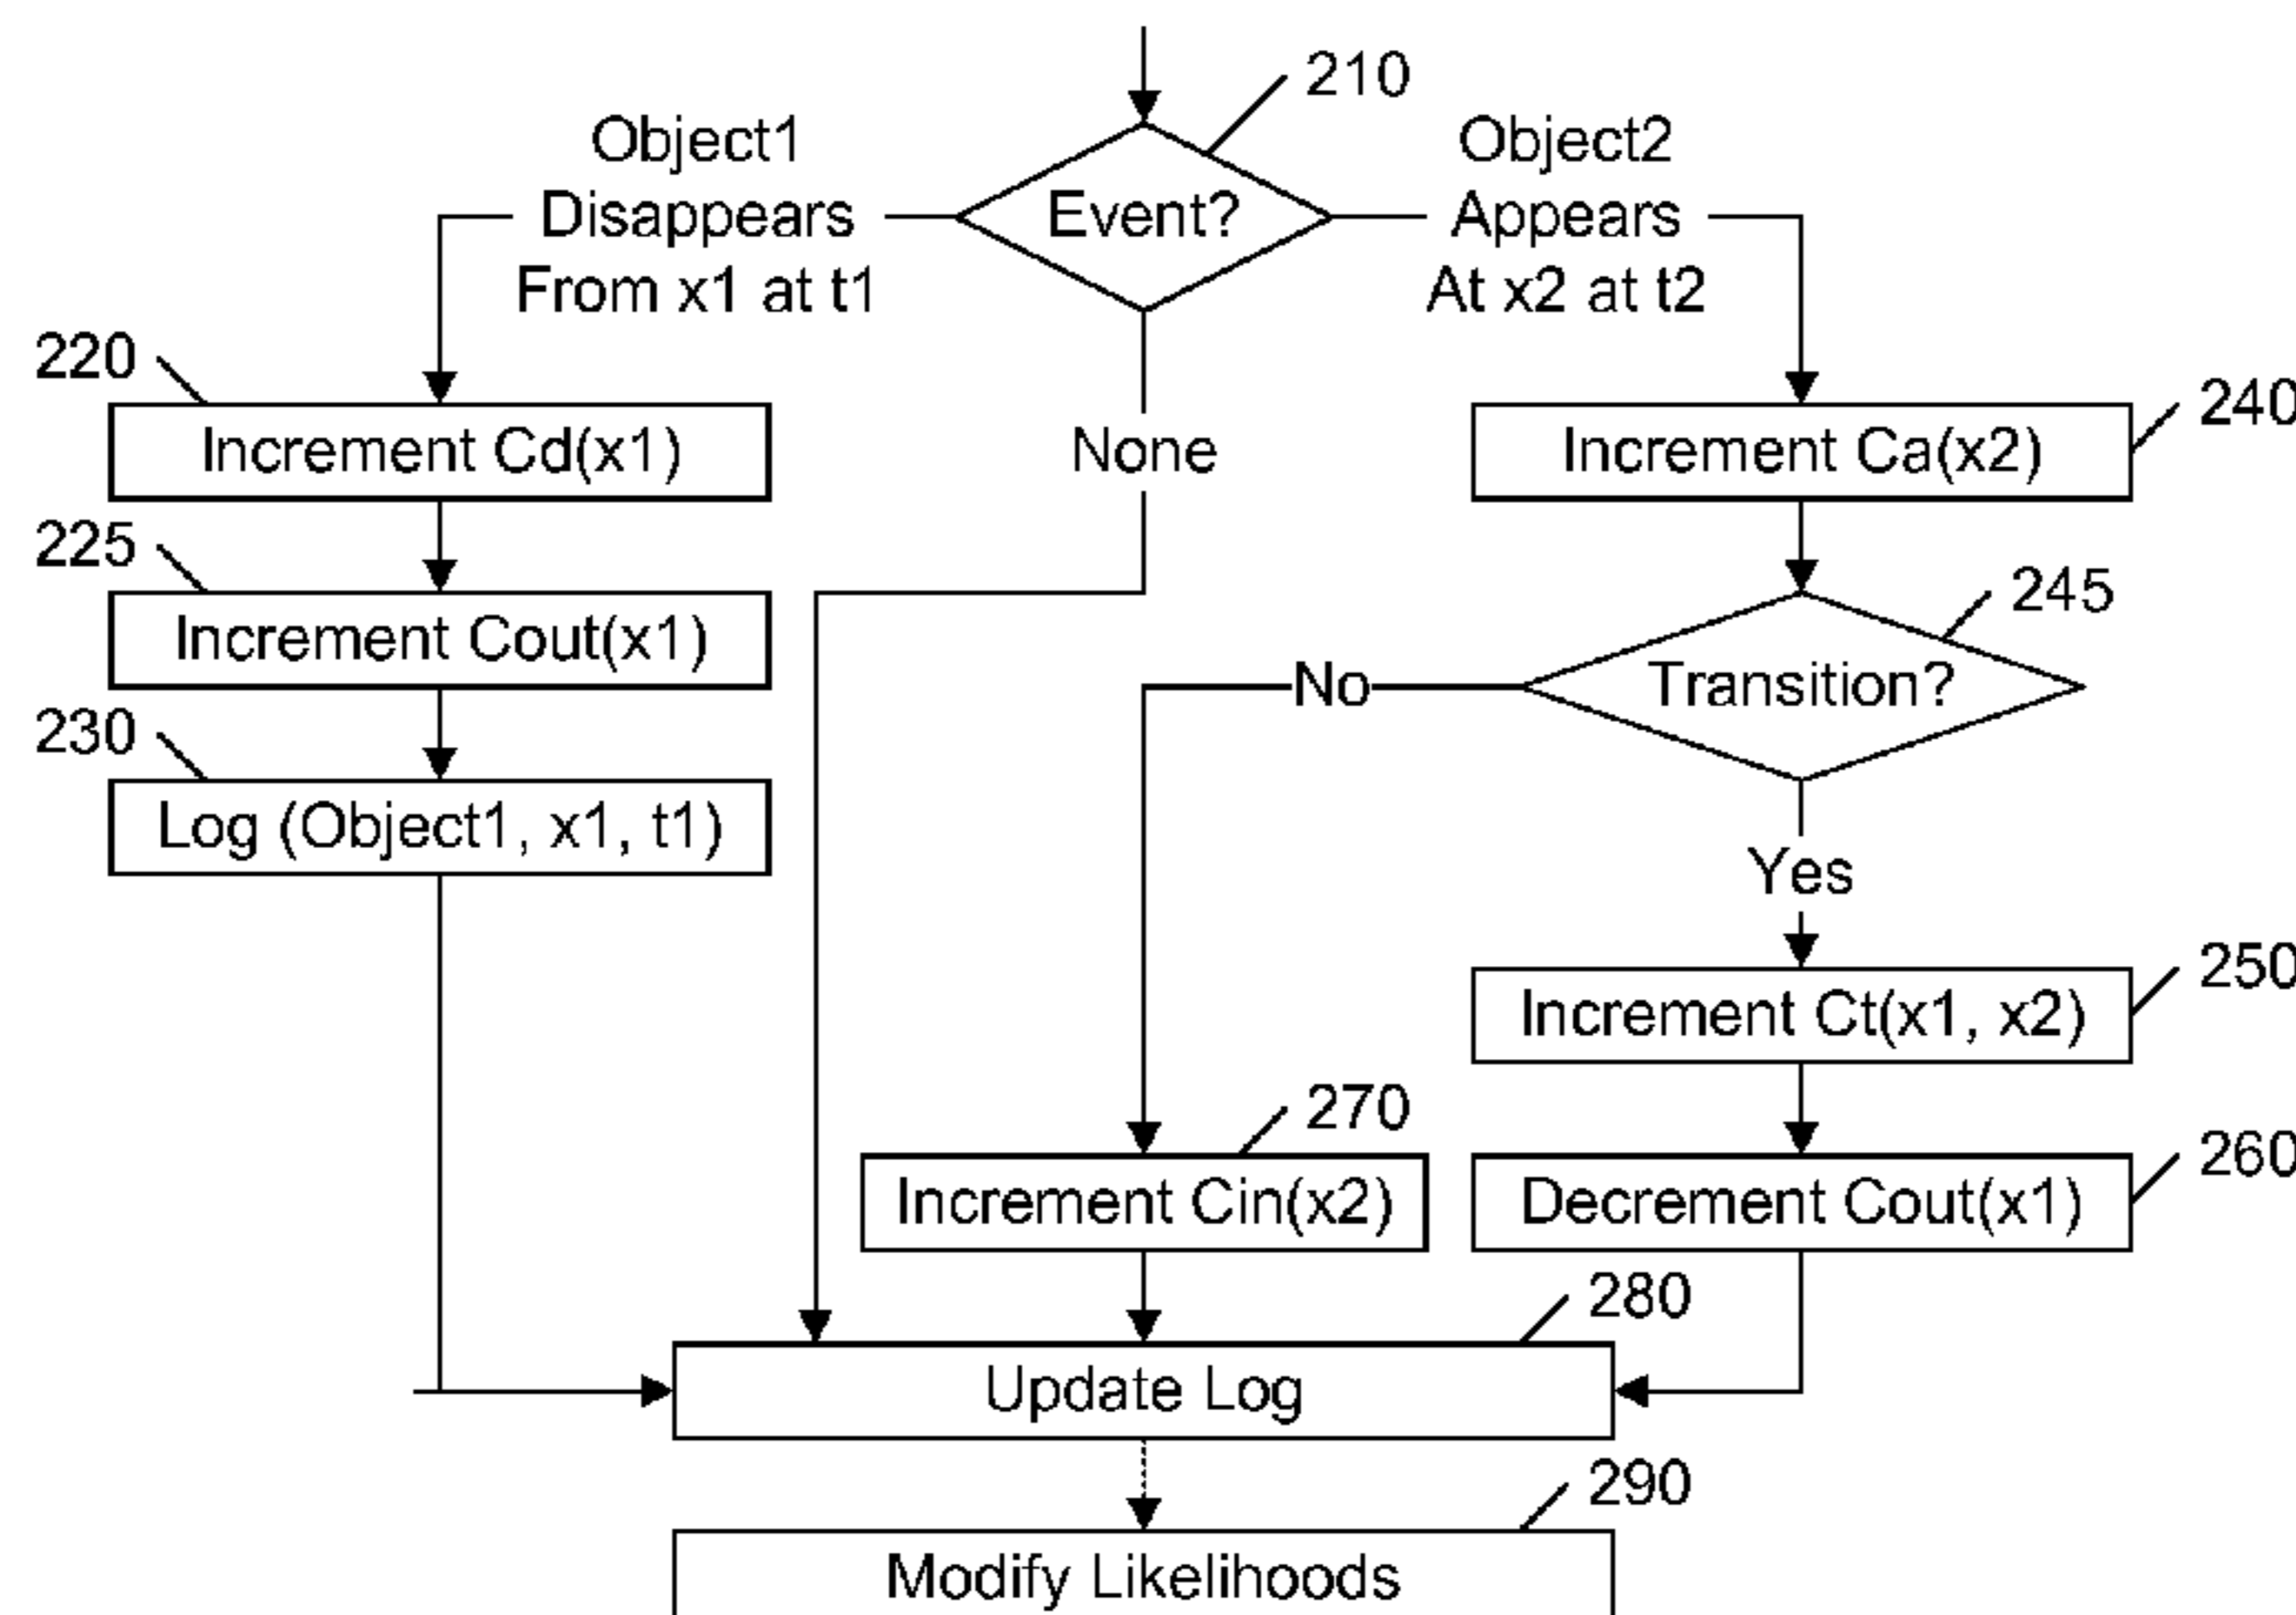 210
Object1
Disappears
From x1 at t1
Event?
Object2
Appears
At x2 at t2
220
Increment Cd(x1)
None
240
Increment Ca(x2)
225
Increment Cout(x1)
245
Transition?
No
230
Log (Object1, x1, t1)
Yes
250
Increment Ct(x1, x2)
270
Increment Cin(x2)
260
Decrement Cout(x1)
280
Update Log
290
Modify Likelihoods